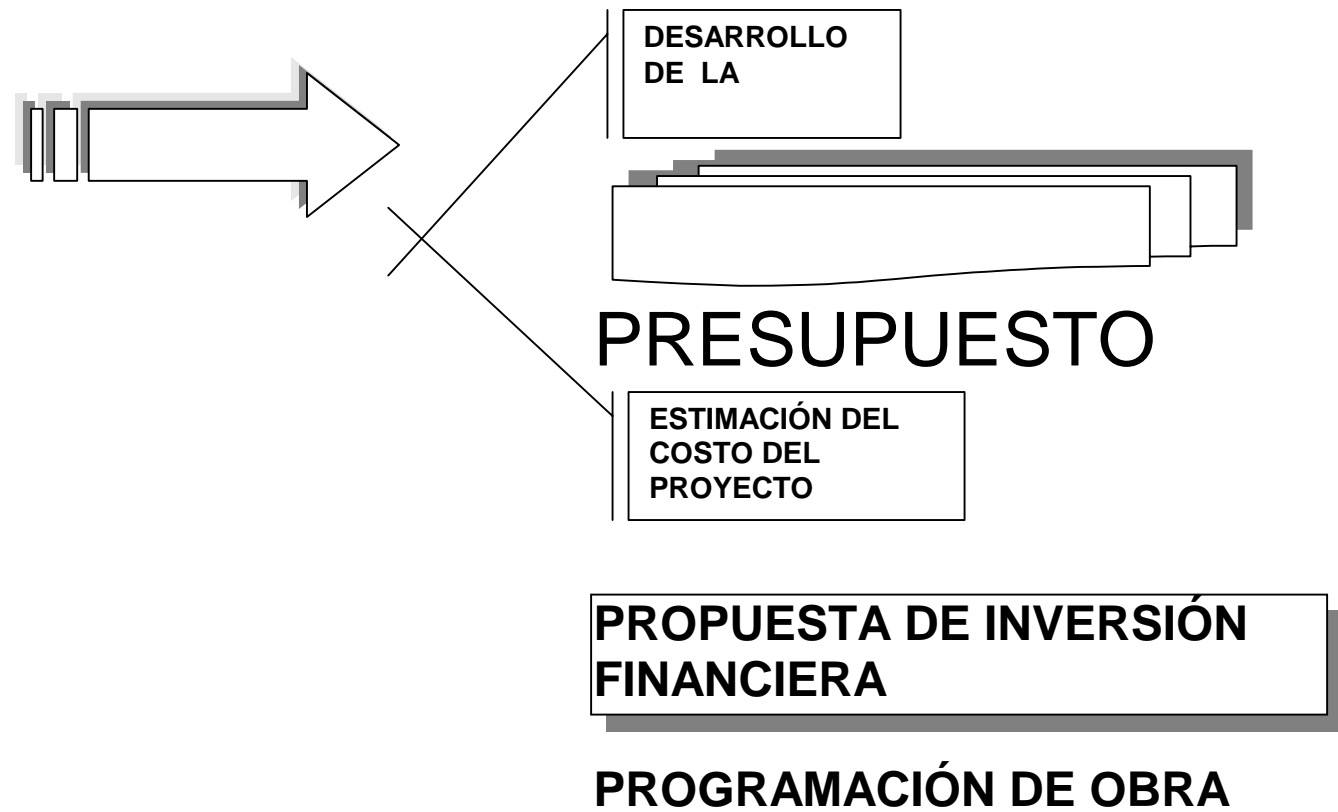 DESARROLLO
DE LA
PRESUPUESTO
ESTIMACIÓN DEL
COSTO DEL
PROYECTO
PROPUESTA DE INVERSIÓN
FINANCIERA
PROGRAMACIÓN DE OBRA